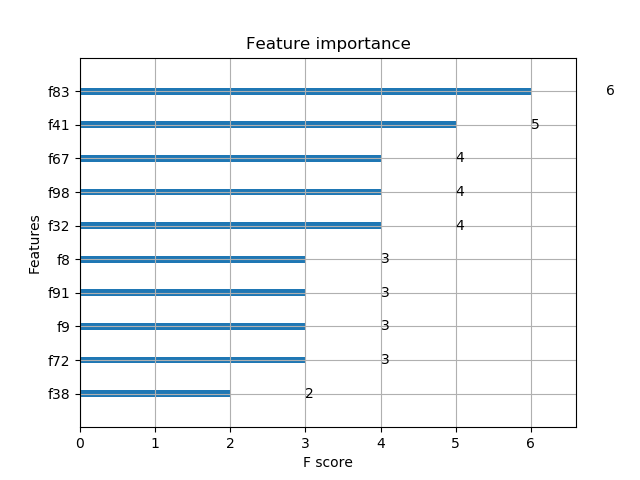 Feature importance
f83 6
f41 5
f67 4
f98 4
f32 4
f8 3
f91 3
f9 3
f72 3
f38 2
0 1 2 3 4 5 6
F score
Features